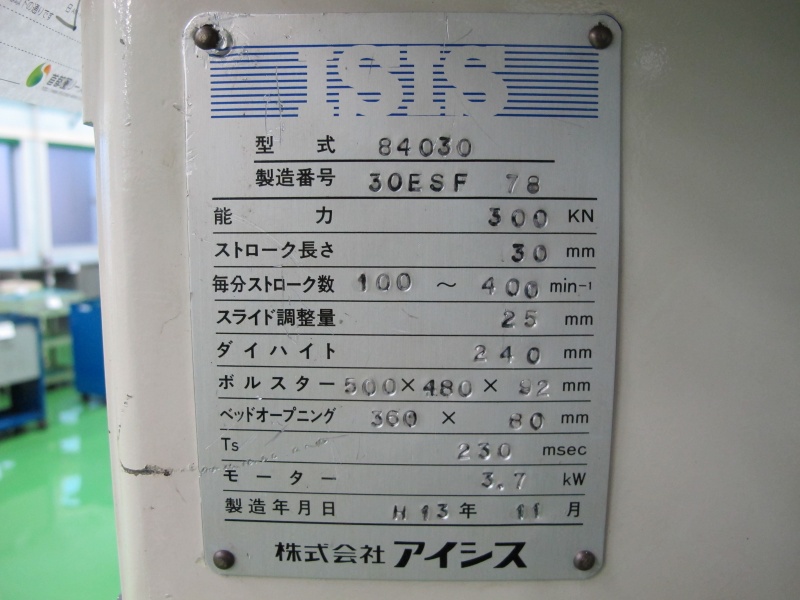 ISIS
型 式 84030
製造番号 30ESF 78
能 力 300 KN
ストローク長さ 30 mm
毎分ストローク数 100 ～ 400 min-1
スライド調整量 25 mm
ダイハイト 240 mm
ボルスター 500×480×92 mm
ベッドオープニング 360 × 80 mm
Ts 230 msec
モーター 3.7 kW
製造年月日 H13年 11月
株式会社 アイシス